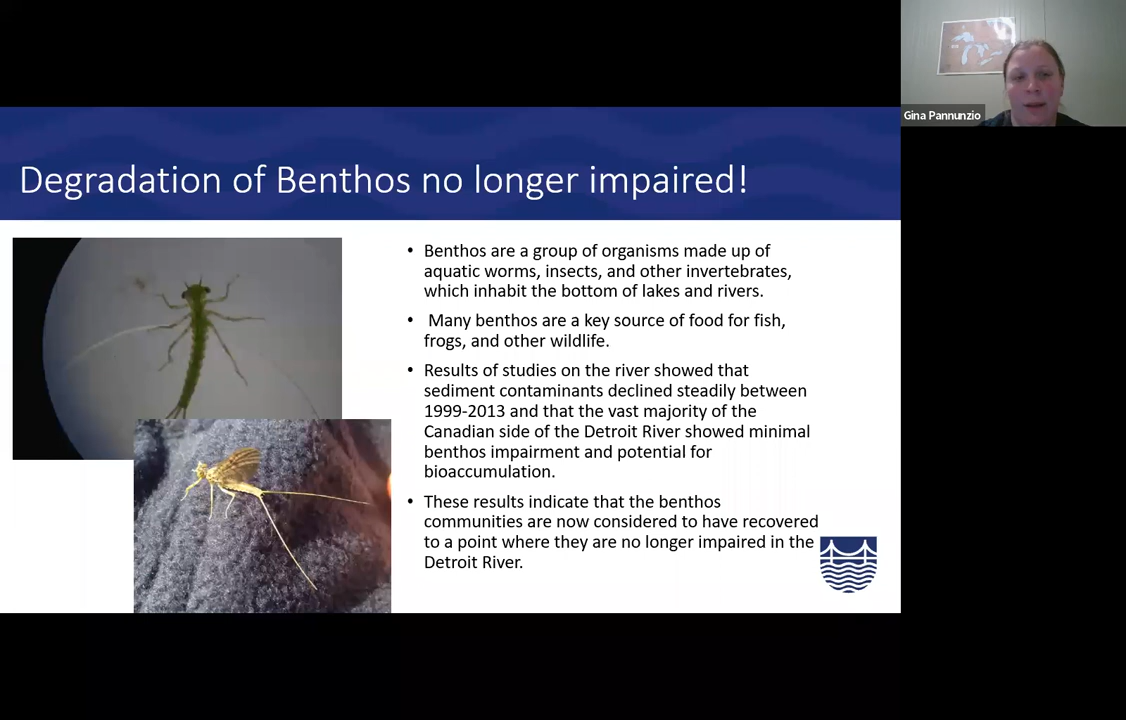 Gina Pannunzio
Degradation of Benthos no longer impaired!
• Benthos are a group of organisms made up of
aquatic worms, insects, and other invertebrates,
which inhabit the bottom of lakes and rivers.
• Many benthos are a key source of food for fish,
frogs, and other wildlife.
• Results of studies on the river showed that
sediment contaminants declined steadily between
1999-2013 and that the vast majority of the
Canadian side of the Detroit River showed minimal
benthos impairment and potential for
bioaccumulation.
• These results indicate that the benthos
communities are now considered to have recovered
to a point where they are no longer impaired in the
Detroit River.